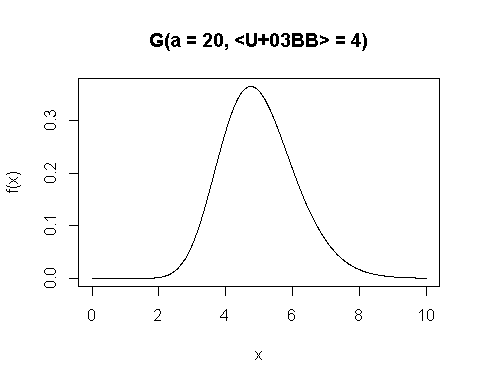 G(a = 20, <U+03BB> = 4)
f(x)
0.3
0.2
0.1
0.0
0 2 4 6 8 10
x